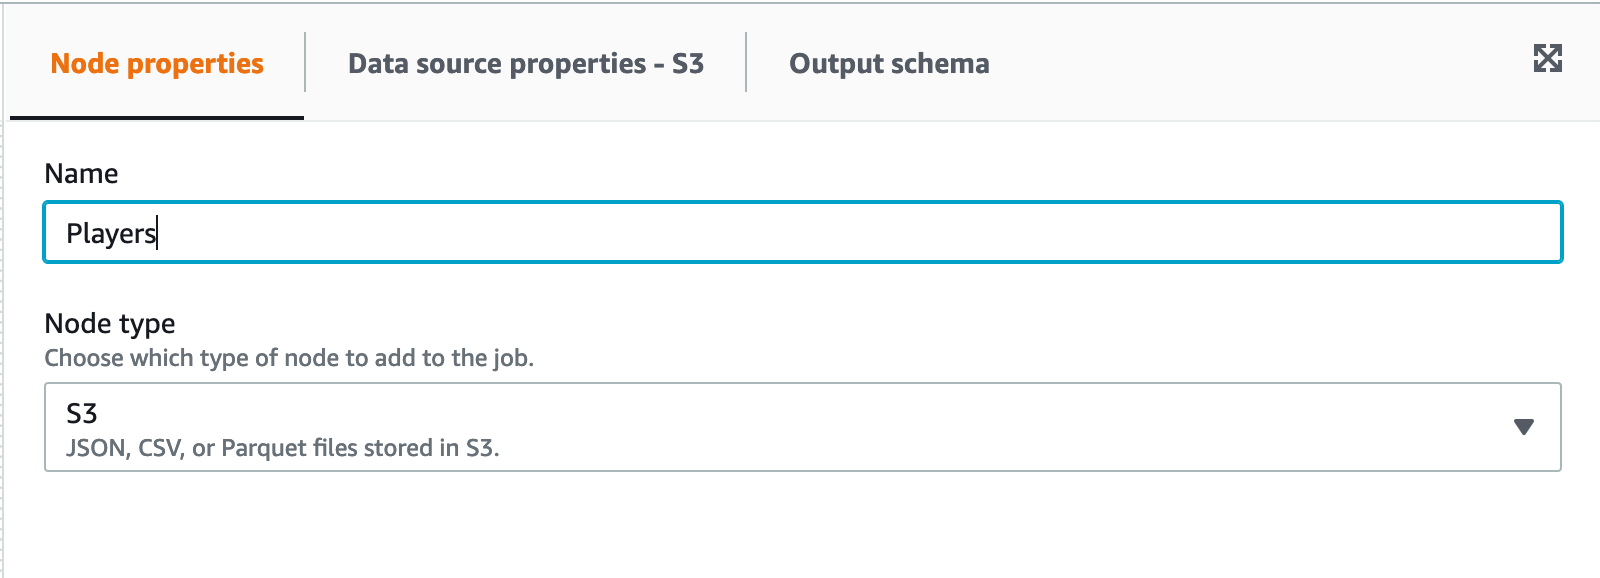 Node properties
Data source properties - S3
Output schema
Name
Players
Node type
Choose which type of node to add to the job.
S3
JSON, CSV, or Parquet files stored in S3.